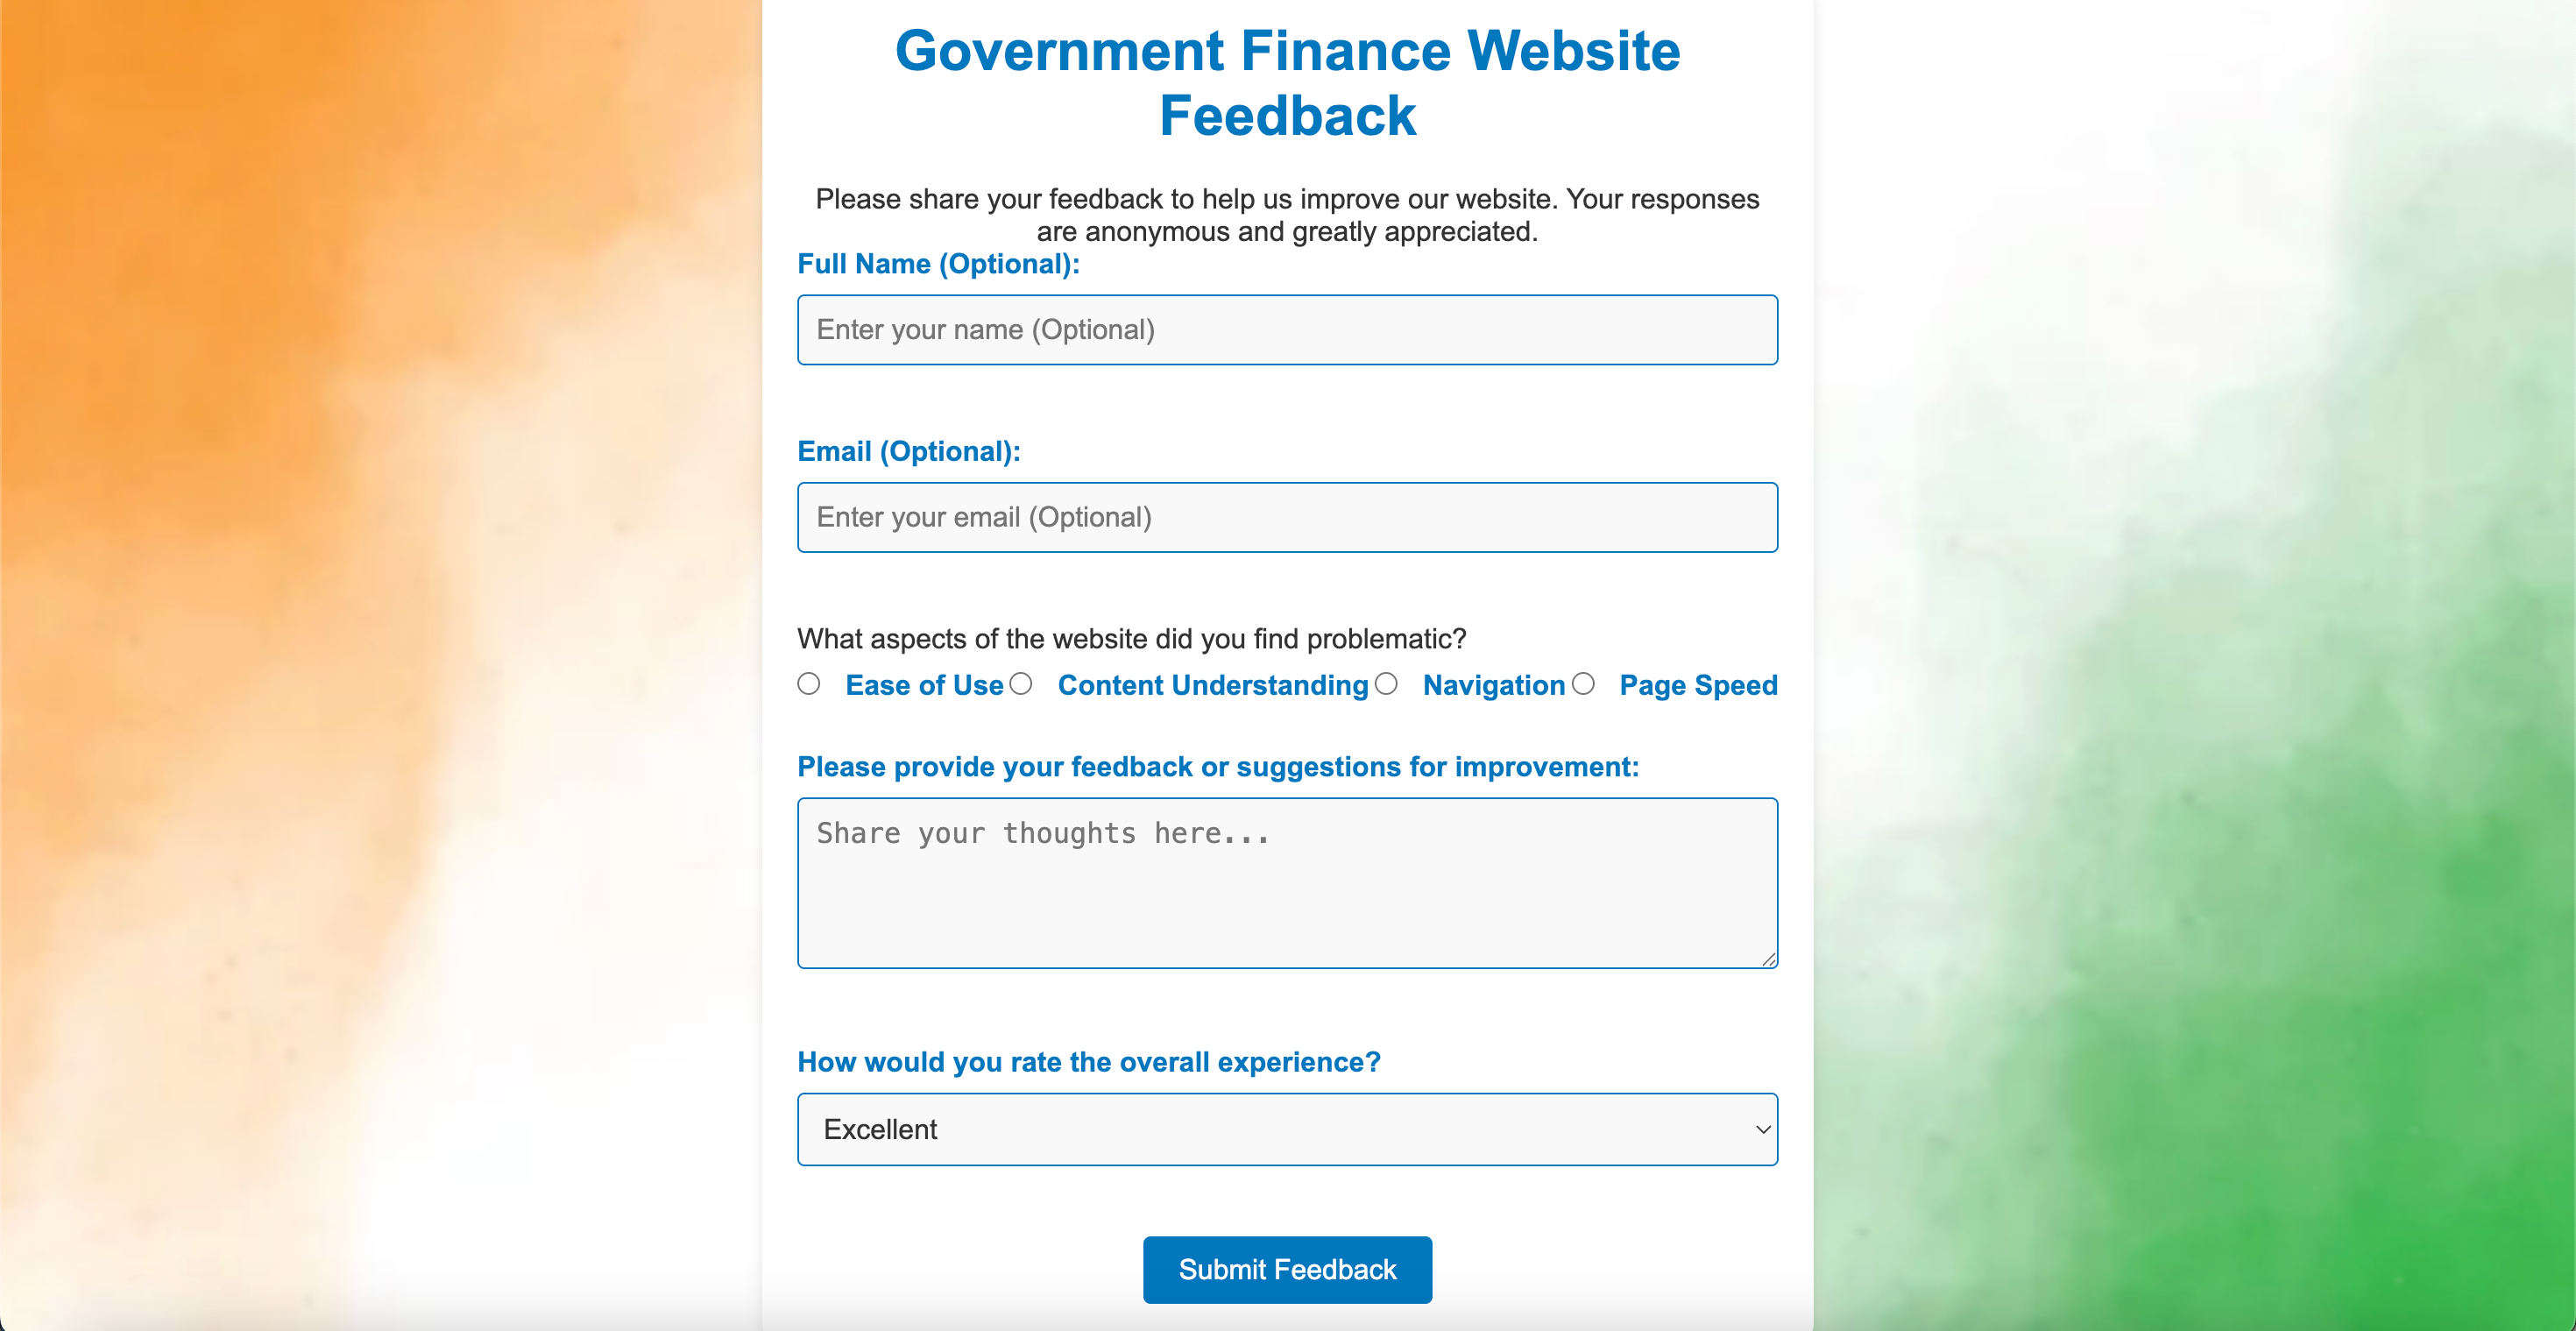 Government Finance Website
Feedback
Please share your feedback to help us improve our website. Your responses
are anonymous and greatly appreciated.
Full Name (Optional):
Enter your name (Optional)
Email (Optional):
Enter your email (Optional)
What aspects of the website did you find problematic?
Ease of Use Content Understanding Navigation Page Speed
Please provide your feedback or suggestions for improvement:
Share your thoughts here...
How would you rate the overall experience?
Excellent
Submit Feedback